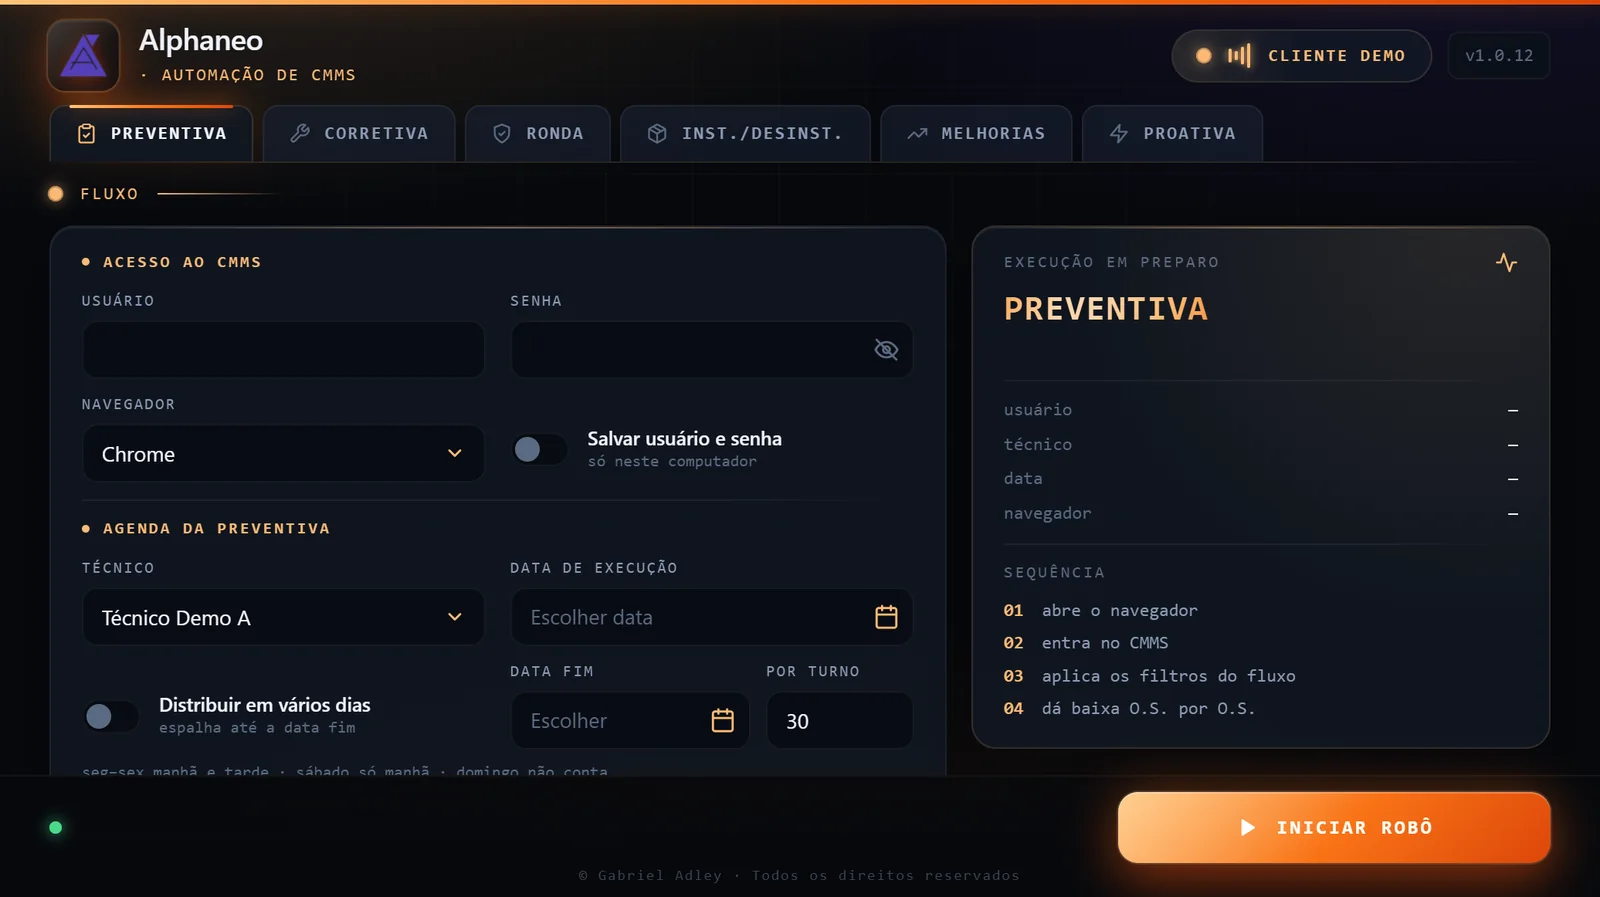 Alphaneo
· AUTOMAÇÃO DE CMMS
CLIENTE DEMO
v1.0.12
PREVENTIVA
CORRETIVA
RONDA
INST./DESINST.
MELHORIAS
PROATIVA
FLUXO
ACESSO AO CMMS
USUÁRIO
SENHA
NAVEGADOR
Chrome
Salvar usuário e senha
só neste computador
AGENDA DA PREVENTIVA
TÉCNICO
Técnico Demo A
DATA DE EXECUÇÃO
Escolher data
Distribuir em vários dias
espalha até a data fim
DATA FIM
Escolher
POR TURNO
30
seg–sex manhã e tarde · sábado só manhã · domingo não conta
EXECUÇÃO EM PREPARO
PREVENTIVA
usuário –
técnico –
data –
navegador –
SEQUÊNCIA
01 abre o navegador
02 entra no CMMS
03 aplica os filtros do fluxo
04 dá baixa O.S. por O.S.
INICIAR ROBÔ
© Gabriel Adley · Todos os direitos reservados